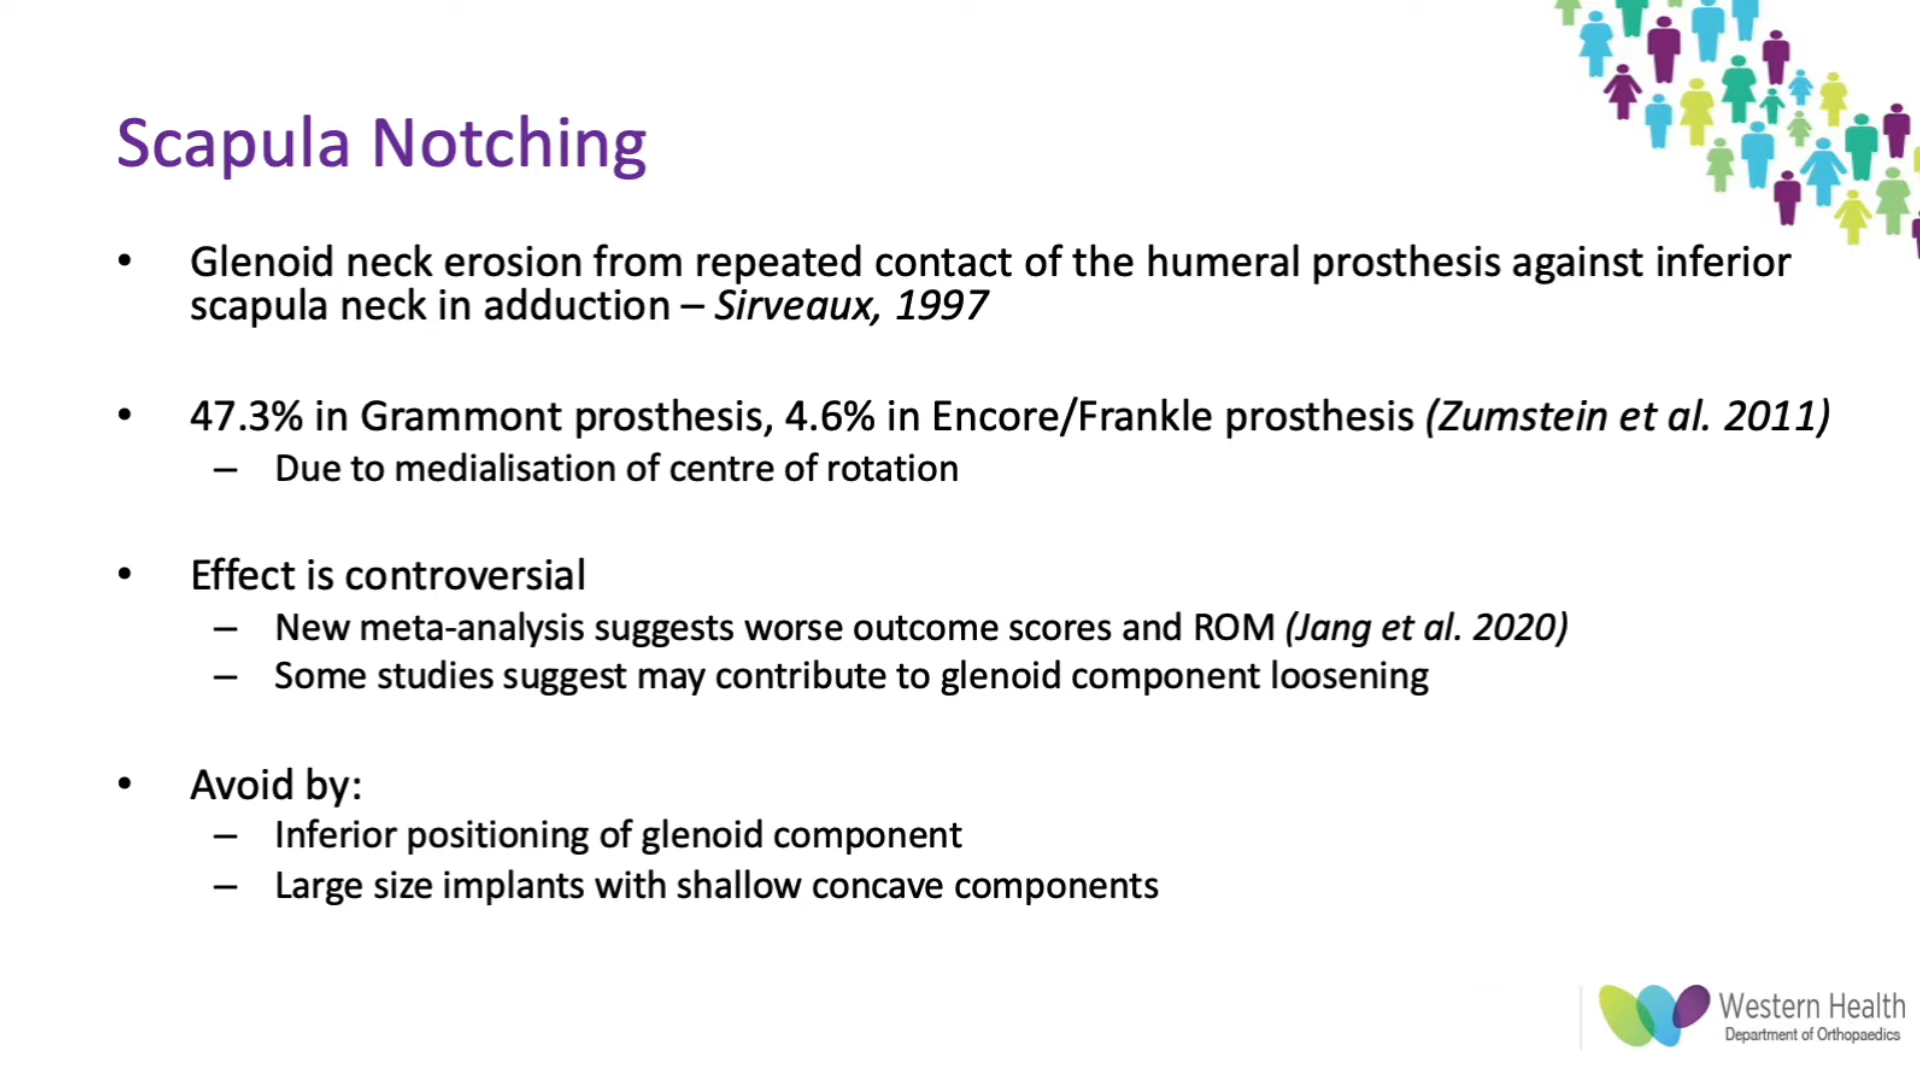 Scapula Notching
• Glenoid neck erosion from repeated contact of the humeral prosthesis against inferior
scapula neck in adduction – Sirveaux, 1997
• 47.3% in Grammont prosthesis, 4.6% in Encore/Frankle prosthesis (Zumstein et al. 2011)
– Due to medialisation of centre of rotation
• Effect is controversial
– New meta-analysis suggests worse outcome scores and ROM (Jang et al. 2020)
– Some studies suggest may contribute to glenoid component loosening
• Avoid by:
– Inferior positioning of glenoid component
– Large size implants with shallow concave components
Western Health
Department of Orthopaedics